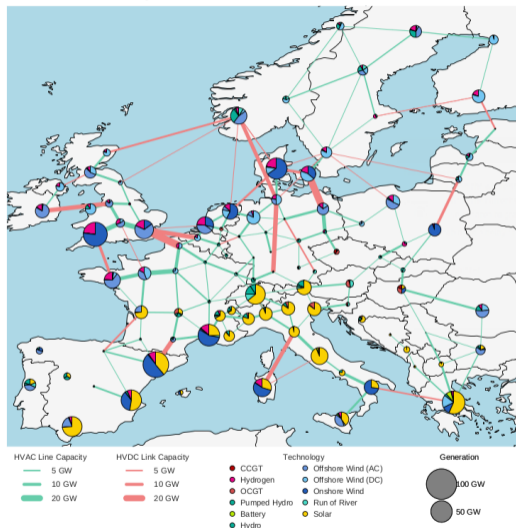 HVAC Line Capacity
5 GW
10 GW
20 GW
HVDC Link Capacity
5 GW
10 GW
20 GW
Technology
CCGT
Hydrogen
OCGT
Pumped Hydro
Battery
Hydro
Offshore Wind (AC)
Offshore Wind (DC)
Onshore Wind
Run of River
Solar
Generation
100 GW
50 GW